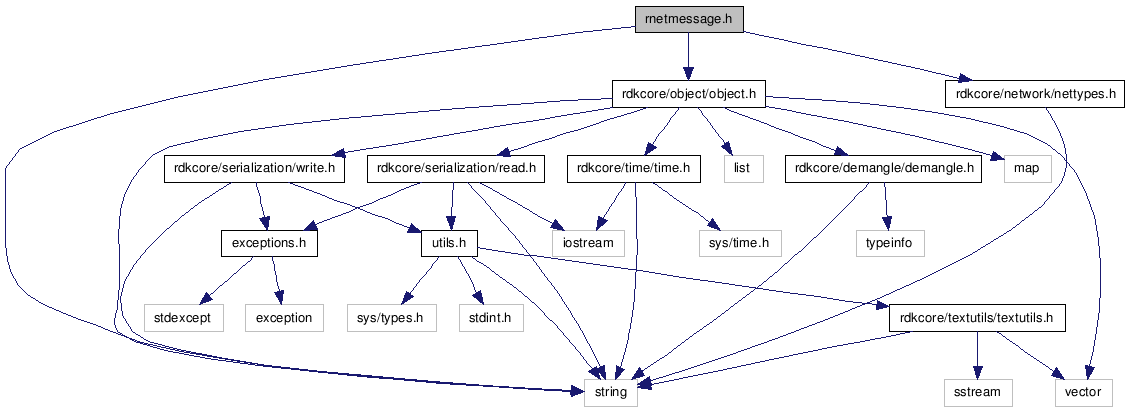 rnetmessage.h
rdkcore/object/object.h
rdkcore/network/nettypes.h
rdkcore/serialization/write.h
rdkcore/serialization/read.h
rdkcore/time/time.h
list
rdkcore/demangle/demangle.h
map
exceptions.h
utils.h
iostream
sys/time.h
typeinfo
stdexcept
exception
sys/types.h
stdint.h
rdkcore/textutils/textutils.h
string
sstream
vector